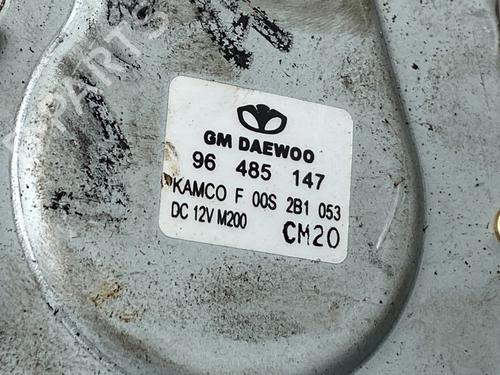 GM DAEWOO
96 485 147
KAMCO F 00S 2B1 053
DC 12V M200
CM20